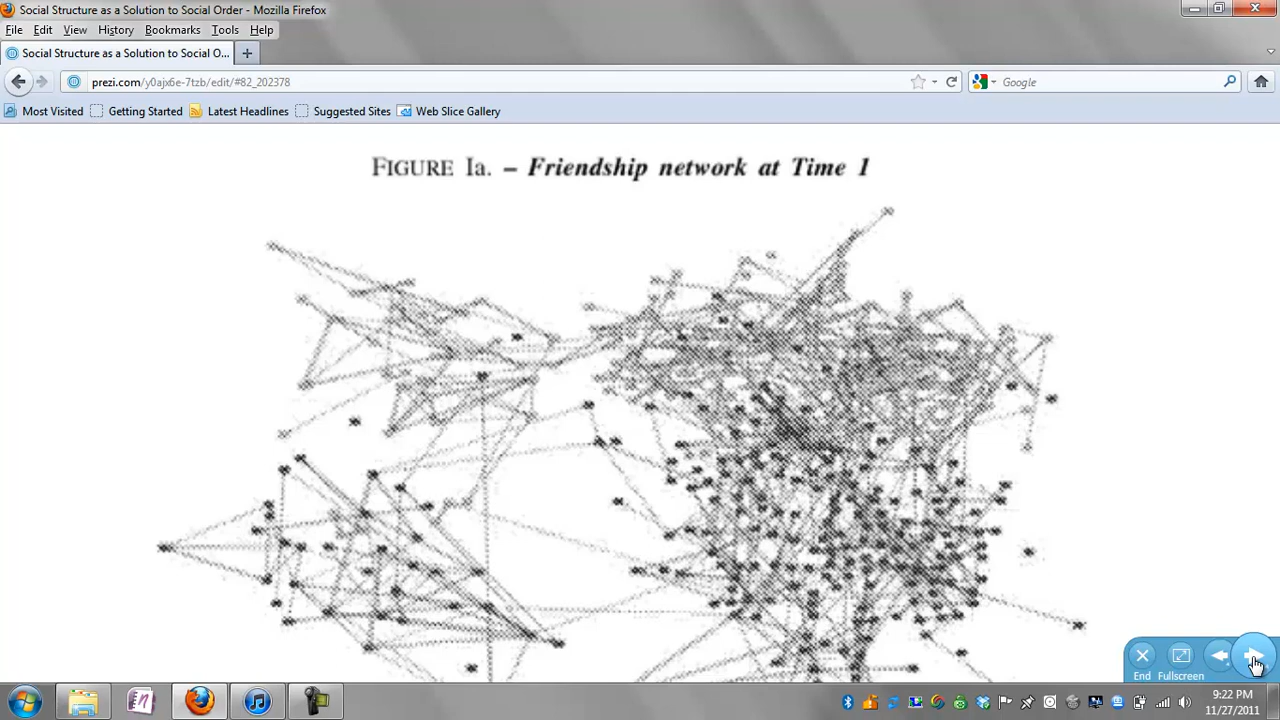 Social Structure as a Solution to Social Order - Mozilla Firefox
File Edit View History Bookmarks Tools Help
Social Structure as a Solution to Social O...
prezi.com/y0ajx6e-7tzb/edit/#82_202378
Google
Most Visited Getting Started Latest Headlines Suggested Sites Web Slice Gallery
FIGURE Ia. – Friendship network at Time 1
End Fullscreen
9:22 PM
11/27/2011